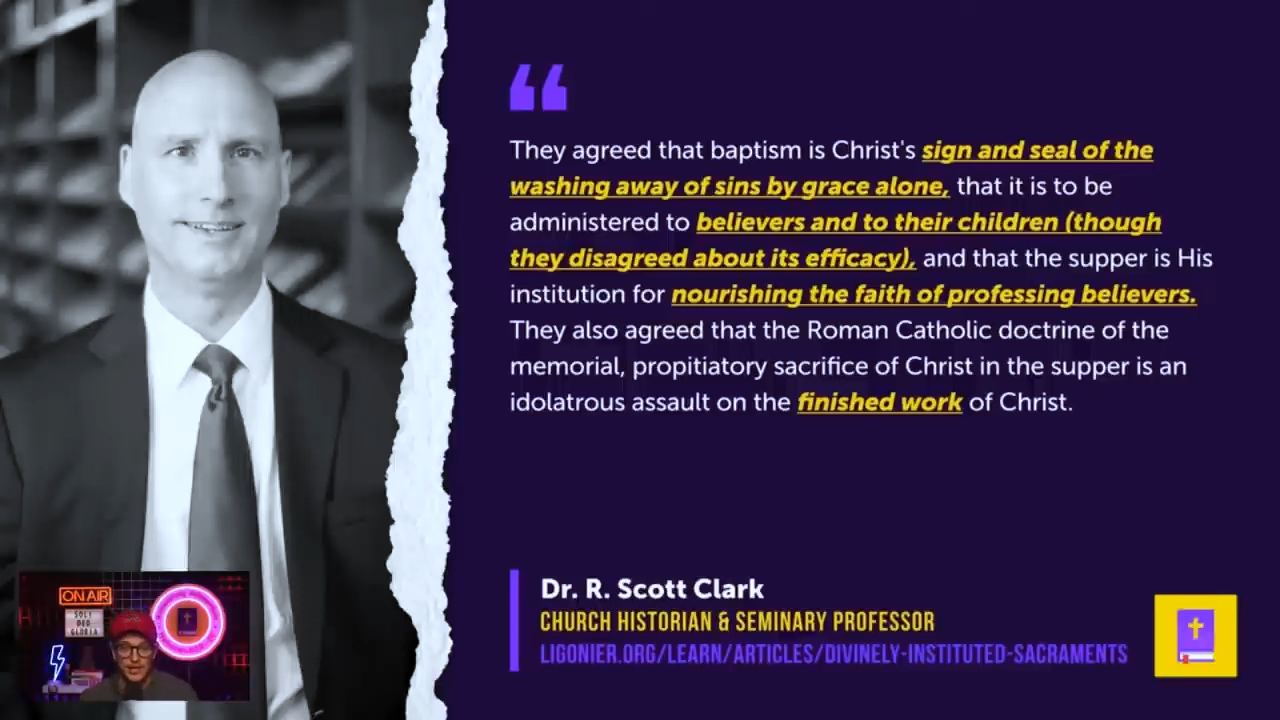 They agreed that baptism is Christ's sign and seal of the
washing away of sins by grace alone, that it is to be
administered to believers and to their children (though
they disagreed about its efficacy), and that the supper is His
institution for nourishing the faith of professing believers.
They also agreed that the Roman Catholic doctrine of the
memorial, propitiatory sacrifice of Christ in the supper is an
idolatrous assault on the finished work of Christ.
Dr. R. Scott Clark
CHURCH HISTORIAN & SEMINARY PROFESSOR
LIGONIER.ORG/LEARN/ARTICLES/DIVINELY-INSTITUTED-SACRAMENTS
ON AIR
SOLI
DEO
GLORIA